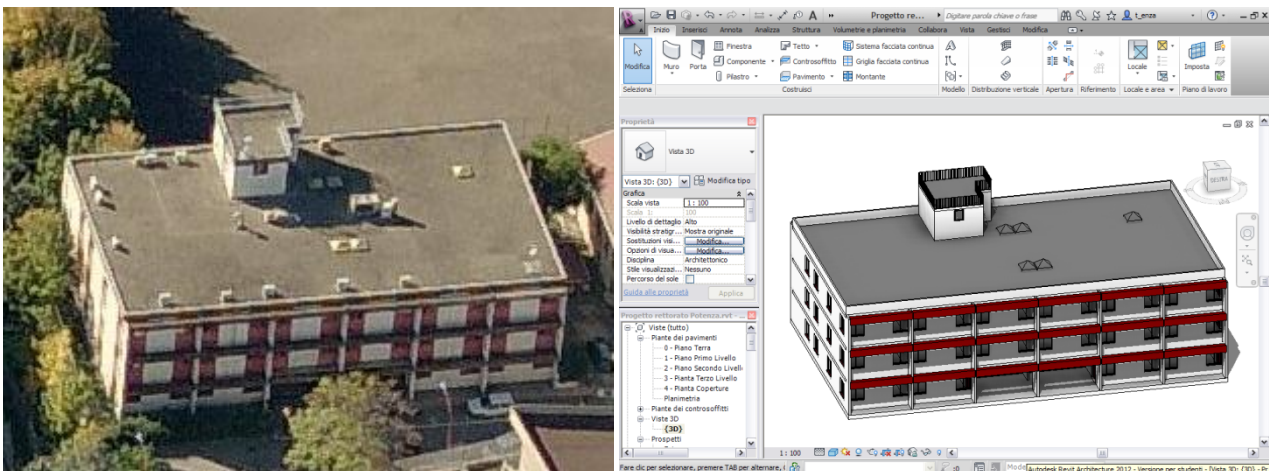 Progetto re...
Digitare parola chiave o frase
t_enza
Inizio Inserisci Annota Analizza Struttura Volumetrie e planimetria Collabora Vista Gestisci Modifica
Modifica
Muro
Porta
Finestra
Componente
Pilastro
Tetto
Controsoffitto
Pavimento
Sistema facciata continua
Griglia facciata continua
Montante
Locale
Imposta
Seleziona
Costruisci
Modello
Distribuzione verticale
Apertura
Riferimento
Locale e area
Piano di lavoro
Proprietà
Vista 3D
Vista 3D: {3D} Modifica tipo
Grafica
Scala vista 1 : 100
Scala 1: 100
Livello di dettaglio Alto
Visibilità stratigr... Mostra originale
Sostituzioni visi... Modifica...
Opzioni di visua... Modifica...
Disciplina Architettonico
Stile visualizzazi... Nessuno
Percorso del sole
Guida alle proprietà Applica
Progetto rettorato Potenza.rvt - ...
Viste (tutto)
Piante dei pavimenti
0 - Piano Terra
1 - Piano Primo Livello
2 - Piano Secondo Livell
3 - Pianta Terzo Livello
4 - Pianta Coperture
Planimetria
Piante dei controsoffitti
Viste 3D
{3D}
Prospetti
1 : 100
Fare clic per selezionare, premere TAB per alternare, (
:0
Mode
Autodesk Revit Architecture 2012 - Versione per studenti - [Vista 3D: {3D} - Pr